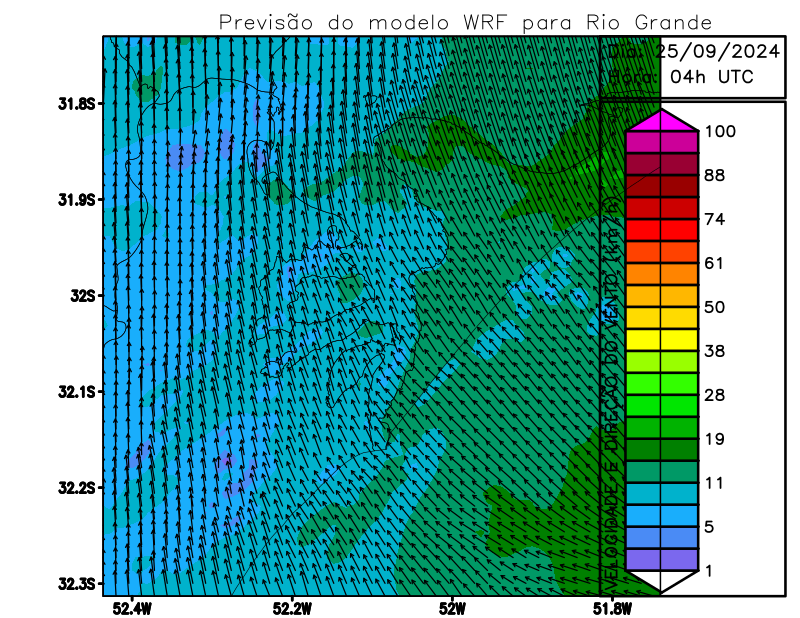 Previsão do modelo WRF para Rio Grande
Dia: 25/09/2024
Hora: 04h UTC
31.8S
31.9S
32S
32.1S
32.2S
32.3S
52.4W
52.2W
52W
51.8W
VELOCIDADE E DIREÇÃO DO VENTO (km/h)
100
88
74
61
50
38
28
19
11
5
1